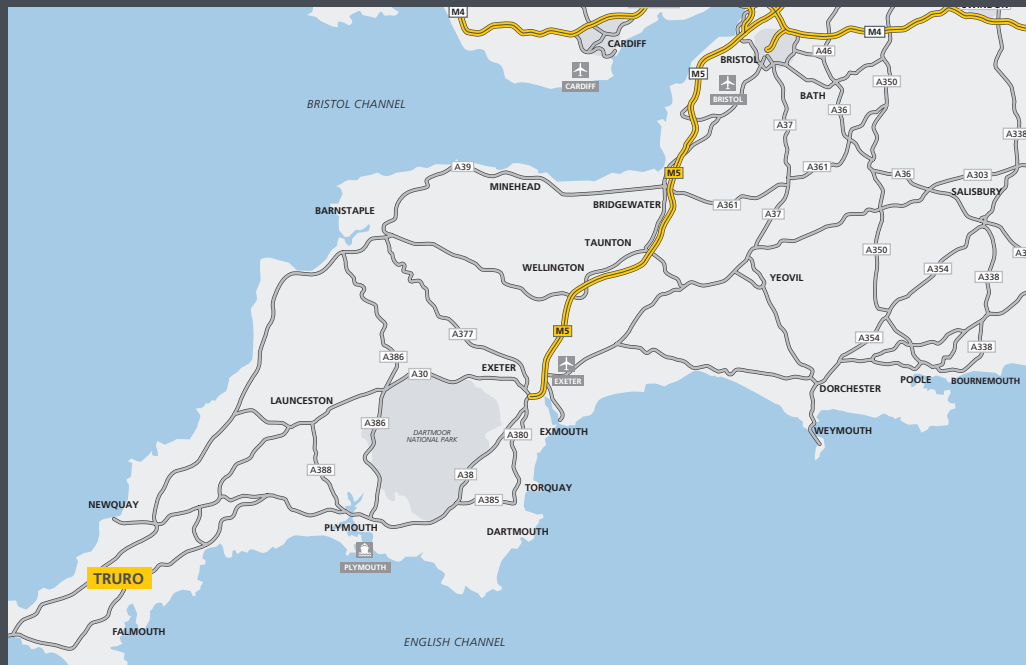 M4
CARDIFF
M4
A46
BRISTOL
M5
CARDIFF
A350
BRISTOL
BATH
BRISTOL CHANNEL
A36
A37
A338
A39
A361
M5
A36
A303
MINEHEAD
SALISBURY
BRIDGEWATER
A361
BARNSTAPLE
A37
TAUNTON
A350
WELLINGTON
A354
A338
YEOVIL
M5
A377
A354
A338
A386
EXETER
A30
EXETER
POOLE
BOURNEMOUTH
DORCHESTER
LAUNCESTON
A386
DARTMOOR
NATIONAL PARK
A380
EXMOUTH
WEYMOUTH
A388
A38
TORQUAY
A385
NEWQUAY
PLYMOUTH
DARTMOUTH
PLYMOUTH
TRURO
FALMOUTH
ENGLISH CHANNEL